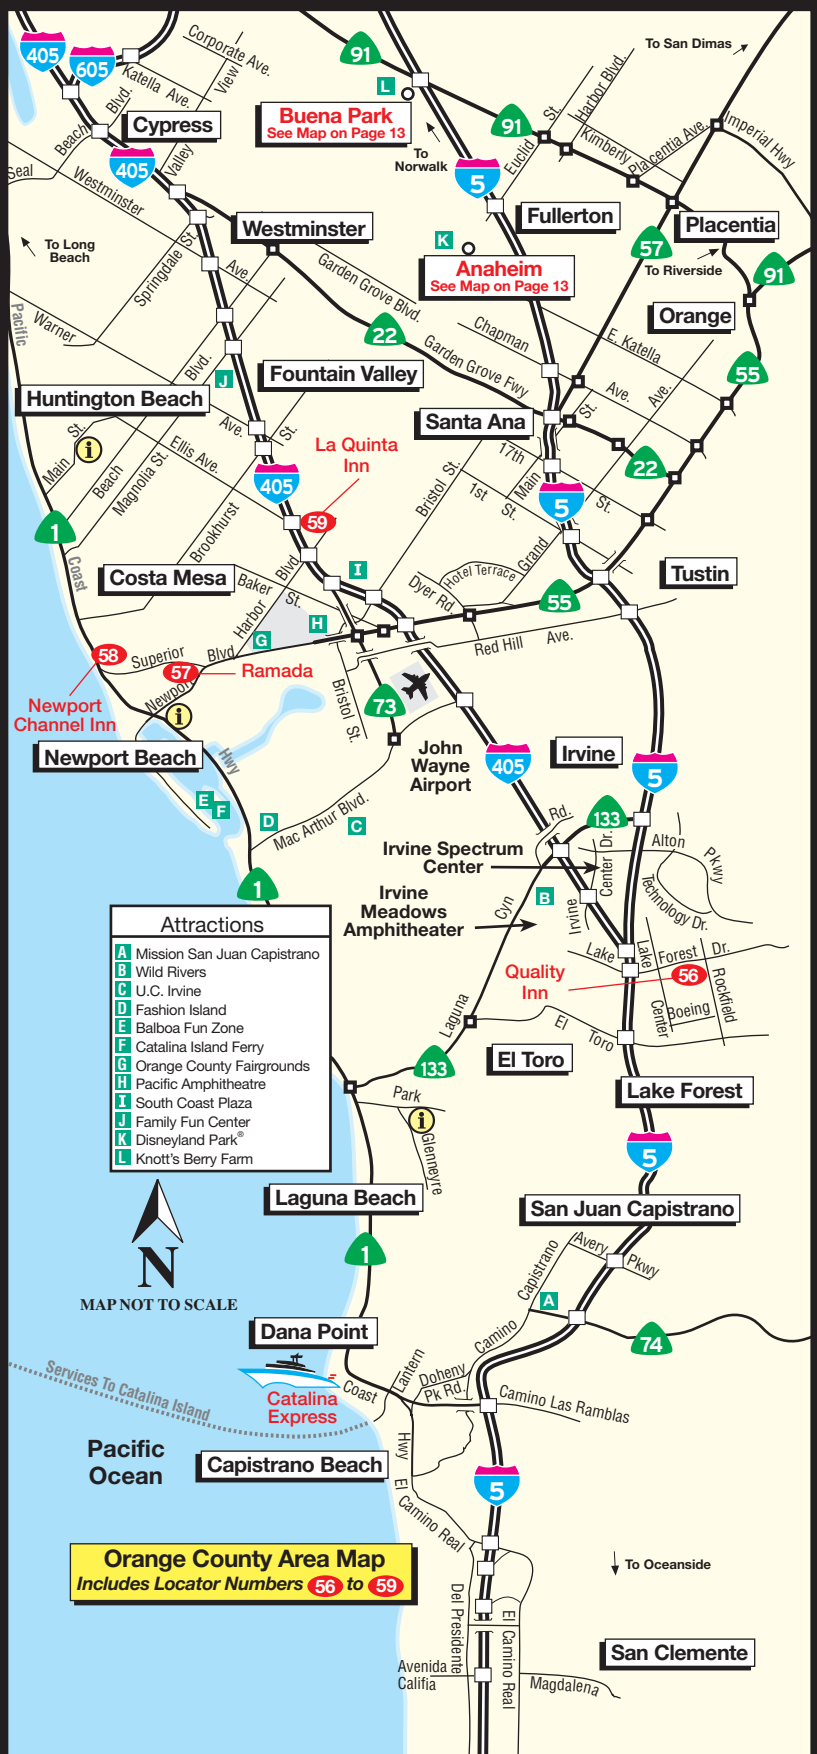 405
605
Corporate Ave.
View
St.
Katella Ave.
Valley
Beach Blvd.
Cypress
405
Seal
Westminster
Ave.
91
L
Buena Park
See Map on Page 13
To
Norwalk
91
To San Dimas
Harbor Blvd.
Euclid St.
Kimberly
Placentia Ave.
Imperial Hwy
5
Fullerton
Placentia
57
To Riverside
91
Westminster
To Long
Beach
Springdale St.
K
Anaheim
See Map on Page 13
Garden Grove Blvd.
22
Orange
Pacific
Warner
Ave.
Chapman
Ave.
E. Katella
Ave.
Garden Grove Fwy
55
J
Fountain Valley
Huntington Beach
Santa Ana
Main St.
i
Beach Blvd.
Magnolia St.
Ellis Ave.
La Quinta
Inn
17th
St.
1st
St.
Main
St.
22
405
59
5
Bristol St.
1
Coast
Brookhurst
St.
Costa Mesa
Baker
St.
Harbor
Blvd
I
Hotel Terrace
Grand
Dyer Rd.
55
Tustin
H
G
Red Hill Ave.
58
Superior
57
Blvd.
Ramada
Newport
Newport
Channel Inn
i
Newport Beach
Hwy
Bristol St.
73
John
Wayne
Airport
405
Irvine
5
E
F
D
C
Mac Arthur Blvd.
1
Rd.
133
Irvine Spectrum
Center
Irvine
Meadows
Amphitheater
Center Dr.
Irvine
Alton
Pkwy
Technology Dr.
Cyn
B
Lake
Forest Dr.
Lake
Center
Boeing
Rockfield
Quality
Inn
56
Laguna
El
Toro
133
El Toro
Lake Forest
Attractions
A Mission San Juan Capistrano
B Wild Rivers
C U.C. Irvine
D Fashion Island
E Balboa Fun Zone
F Catalina Island Ferry
G Orange County Fairgrounds
H Pacific Amphitheatre
I South Coast Plaza
J Family Fun Center
K Disneyland Park®
L Knott's Berry Farm
Park
i
Glenneyre
5
Laguna Beach
San Juan Capistrano
N
MAP NOT TO SCALE
1
Avery
Pkwy
Capistrano
Camino
A
74
Dana Point
Services To Catalina Island
Catalina
Express
Coast
Lantern
Doheny
Pk Rd.
Camino Las Ramblas
Hwy
Pacific
Ocean
Capistrano Beach
El Camino Real
5
Orange County Area Map
Includes Locator Numbers 56 to 59
To Oceanside
Del Presidente
El Camino Real
San Clemente
Avenida
Califia
Magdalena